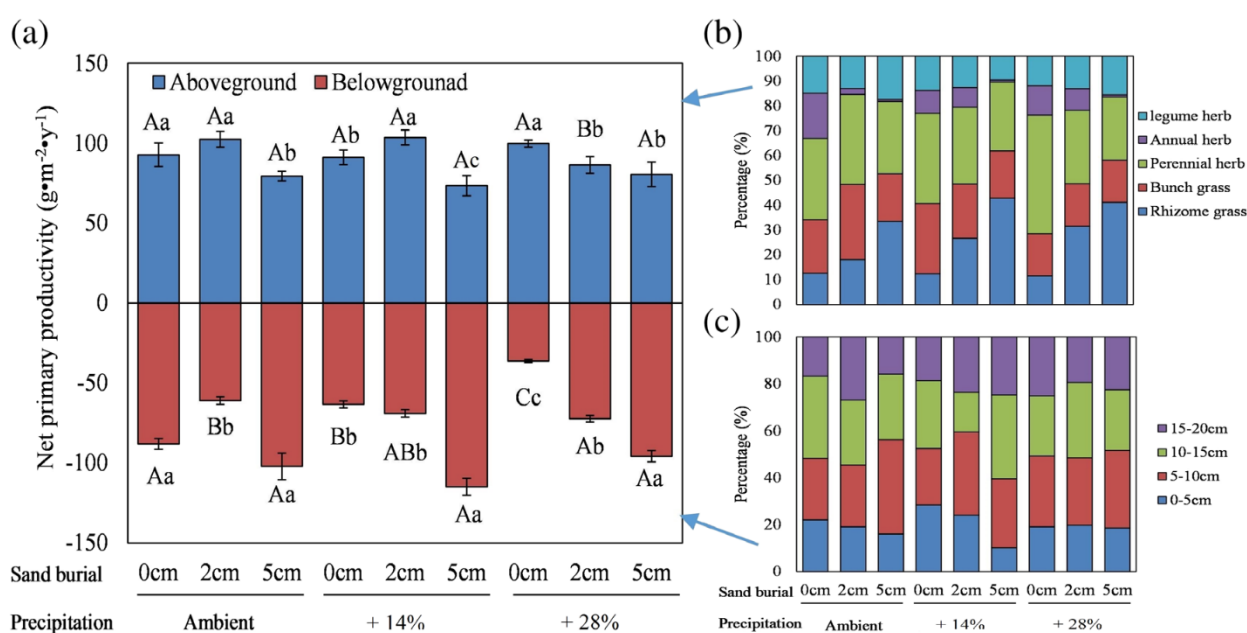 (a)
Net primary productivity (g•m⁻²•y⁻¹)
150
100
50
0
-50
-100
-150
Aboveground Belowgrounad
Aa Aa Ab Ab Aa Ac Aa Bb Ab
Aa Bb Aa Bb ABb Aa Cc Ab Aa
Sand burial 0cm 2cm 5cm 0cm 2cm 5cm 0cm 2cm 5cm
Precipitation Ambient + 14% + 28%
(b)
Percentage (%)
100
90
80
70
60
50
40
30
20
10
0
legume herb
Annual herb
Perennial herb
Bunch grass
Rhizome grass
(c)
Percentage (%)
100
80
60
40
20
0
15-20cm
10-15cm
5-10cm
0-5cm
Sand burial 0cm 2cm 5cm 0cm 2cm 5cm 0cm 2cm 5cm
Precipitation Ambient + 14% + 28%